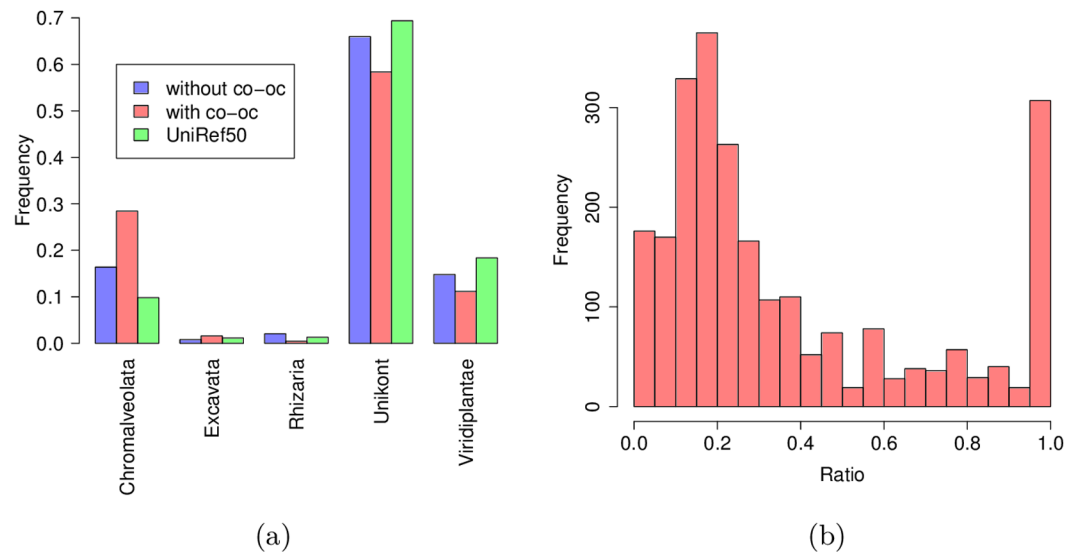 0.7
0.6
0.5
0.4
0.3
0.2
0.1
0.0
Frequency
without co-oc
with co-oc
UniRef50
Chromalveolata
Excavata
Rhizaria
Unikont
Viridiplantae
(a)
300
200
100
0
Frequency
0.0 0.2 0.4 0.6 0.8 1.0
Ratio
(b)